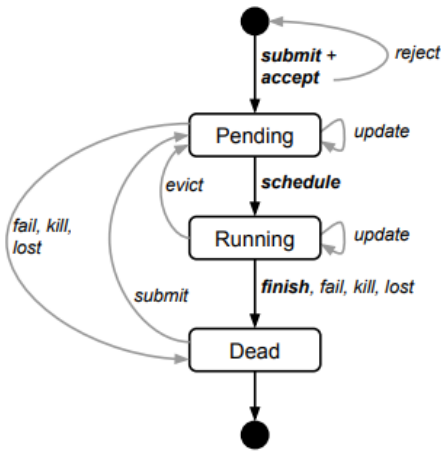 submit +
accept
reject
Pending
update
evict
schedule
fail, kill,
lost
Running
update
submit
finish, fail, kill, lost
Dead